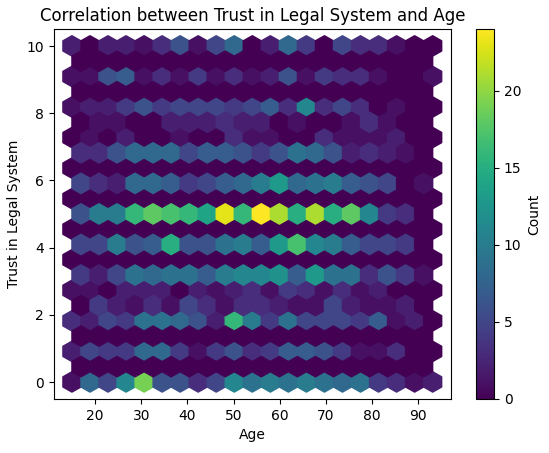 Correlation between Trust in Legal System and Age
10
8
6
4
2
0
Trust in Legal System
20 30 40 50 60 70 80 90
Age
20
15
10
5
0
Count